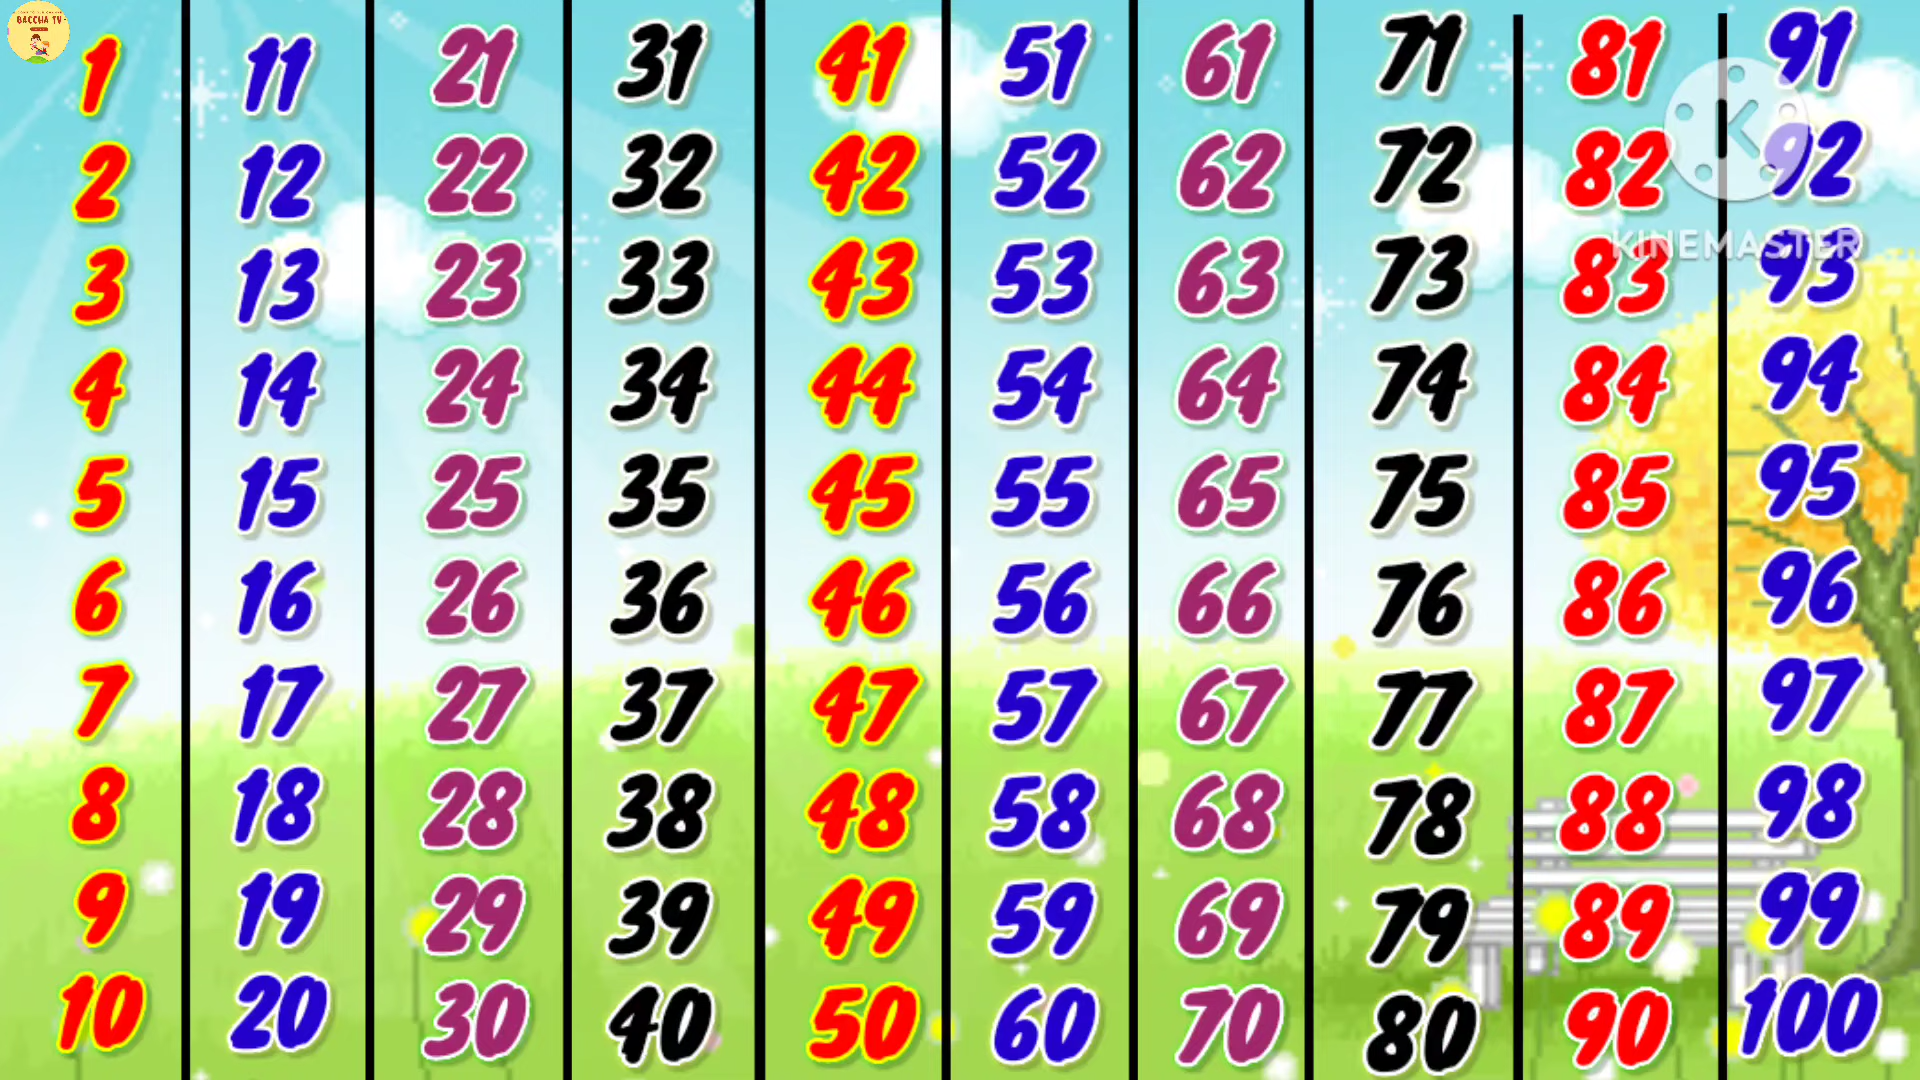 BACCHA TV
1 11 21 31 41 51 61 71 81 91
2 12 22 32 42 52 62 72 82 92
3 13 23 33 43 53 63 73 83 93
KINEMASTER
4 14 24 34 44 54 64 74 84 94
5 15 25 35 45 55 65 75 85 95
6 16 26 36 46 56 66 76 86 96
7 17 27 37 47 57 67 77 87 97
8 18 28 38 48 58 68 78 88 98
9 19 29 39 49 59 69 79 89 99
10 20 30 40 50 60 70 80 90 100